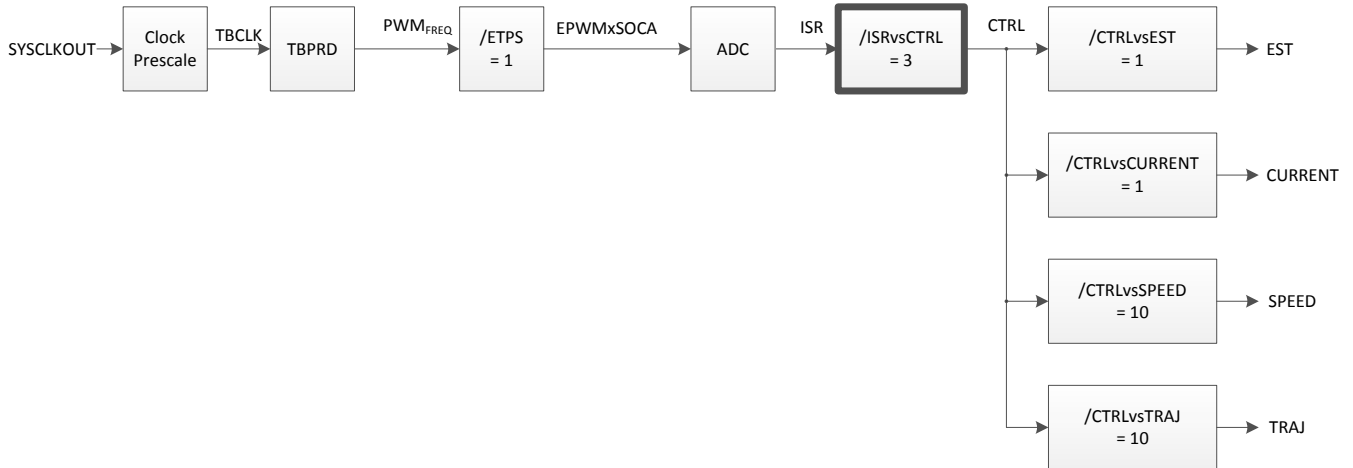 SYSCLKOUT
Clock
Prescale
TBCLK
TBPRD
PWMFREQ
/ETPS
= 1
EPWMxSOCA
ADC
ISR
/ISRvsCTRL
= 3
CTRL
/CTRLvsEST
= 1
EST
/CTRLvsCURRENT
= 1
CURRENT
/CTRLvsSPEED
= 10
SPEED
/CTRLvsTRAJ
= 10
TRAJ